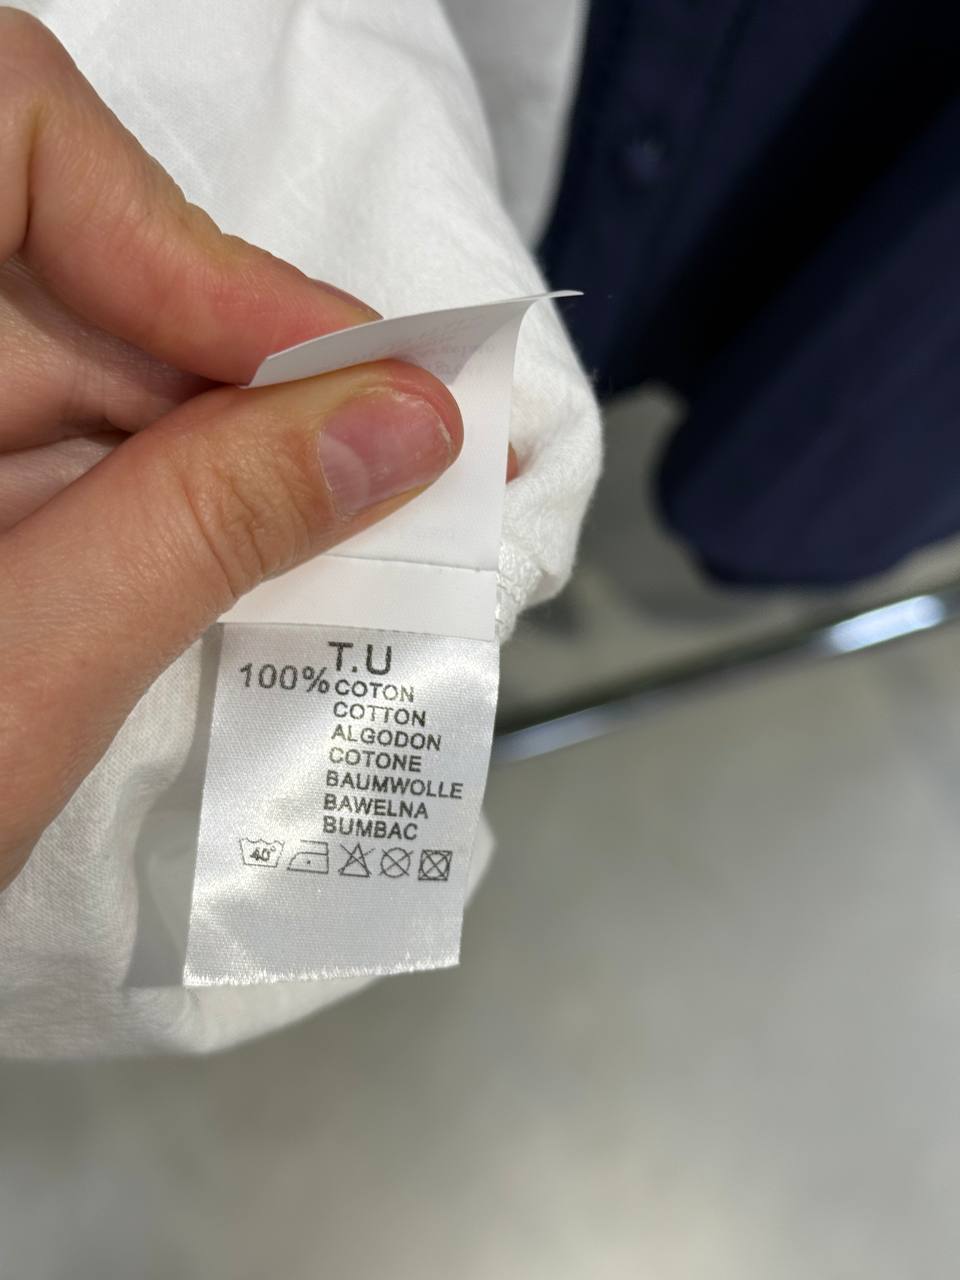 T.U
100% COTON
COTTON
ALGODON
COTONE
BAUMWOLLE
BAWELNA
BUMBAC
40°